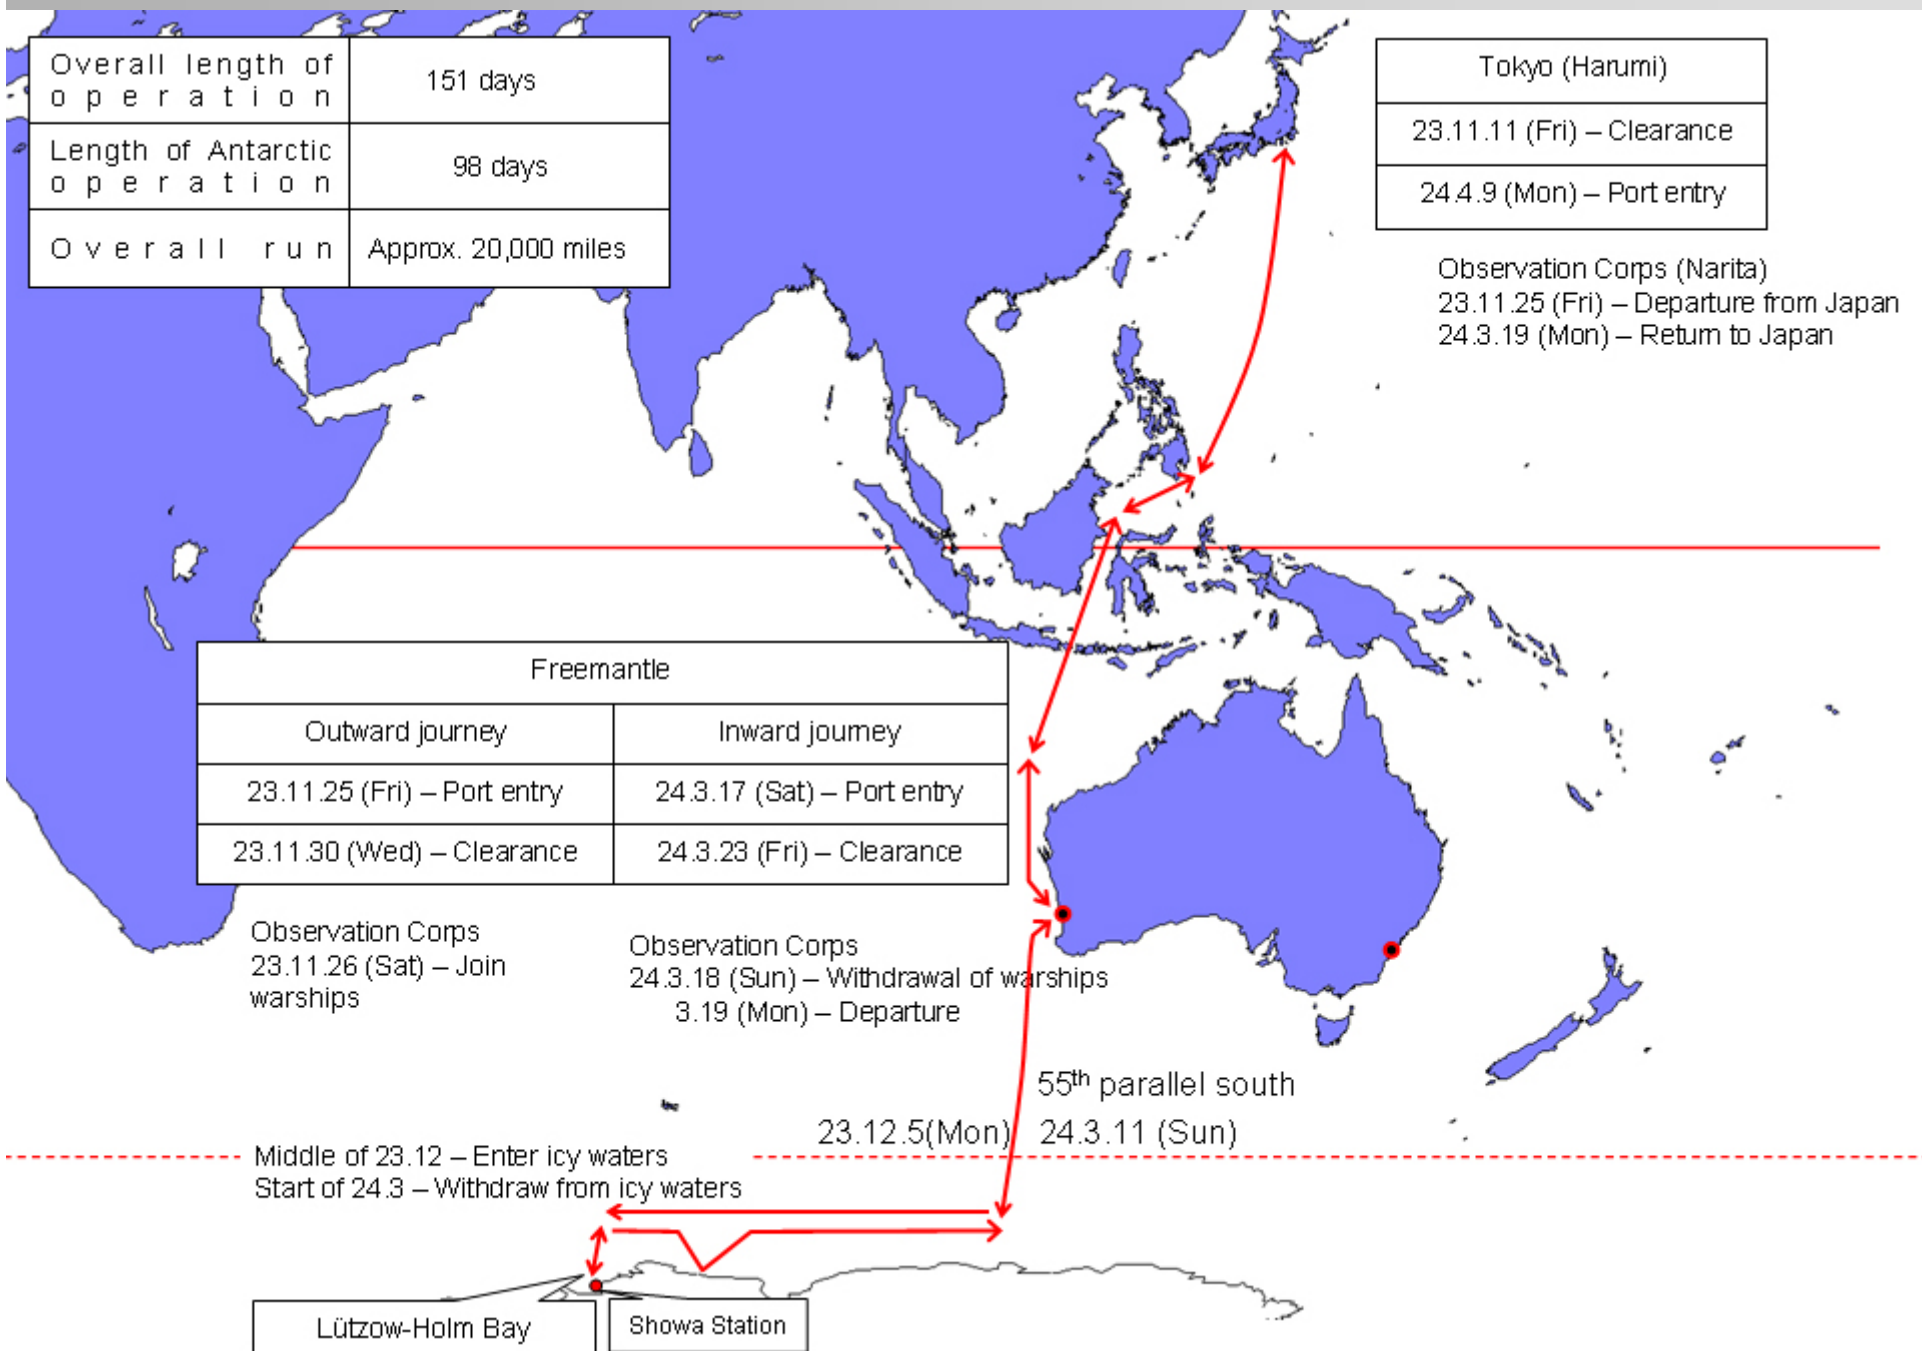 Overall length of
operation
151 days
Length of Antarctic
operation
98 days
Overall run
Approx. 20,000 miles
Tokyo (Harumi)
23.11.11 (Fri) – Clearance
24.4.9 (Mon) – Port entry
Observation Corps (Narita)
23.11.25 (Fri) – Departure from Japan
24.3.19 (Mon) – Return to Japan
Freemantle
Outward journey
Inward journey
23.11.25 (Fri) – Port entry
24.3.17 (Sat) – Port entry
23.11.30 (Wed) – Clearance
24.3.23 (Fri) – Clearance
Observation Corps
23.11.26 (Sat) – Join
warships
Observation Corps
24.3.18 (Sun) – Withdrawal of warships
3.19 (Mon) – Departure
55th parallel south
23.12.5(Mon)
24.3.11 (Sun)
Middle of 23.12 – Enter icy waters
Start of 24.3 – Withdraw from icy waters
Lützow-Holm Bay
Showa Station